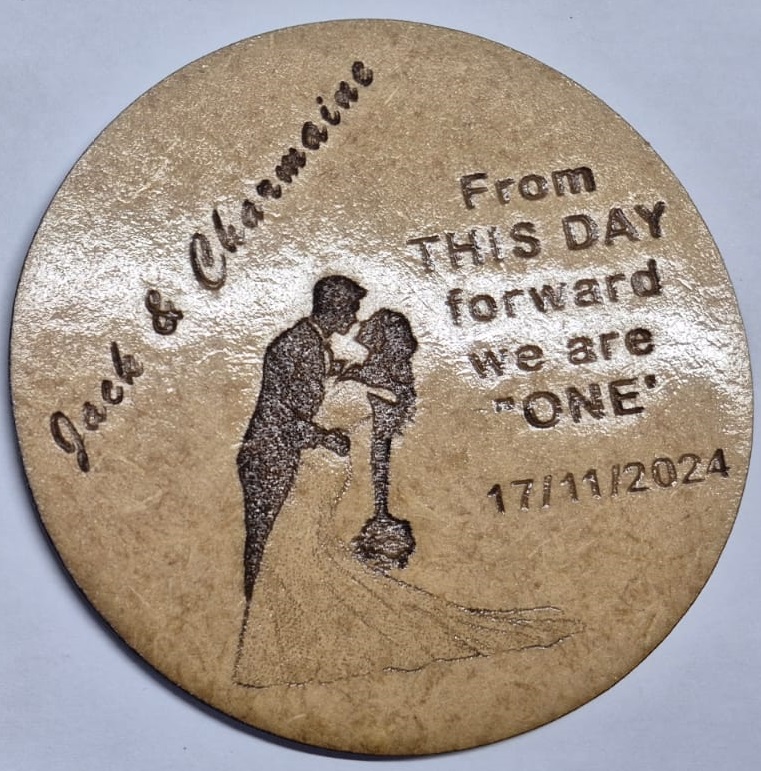 Jack & Charmaine
From
THIS DAY
forward
we are
"ONE"
17/11/2024